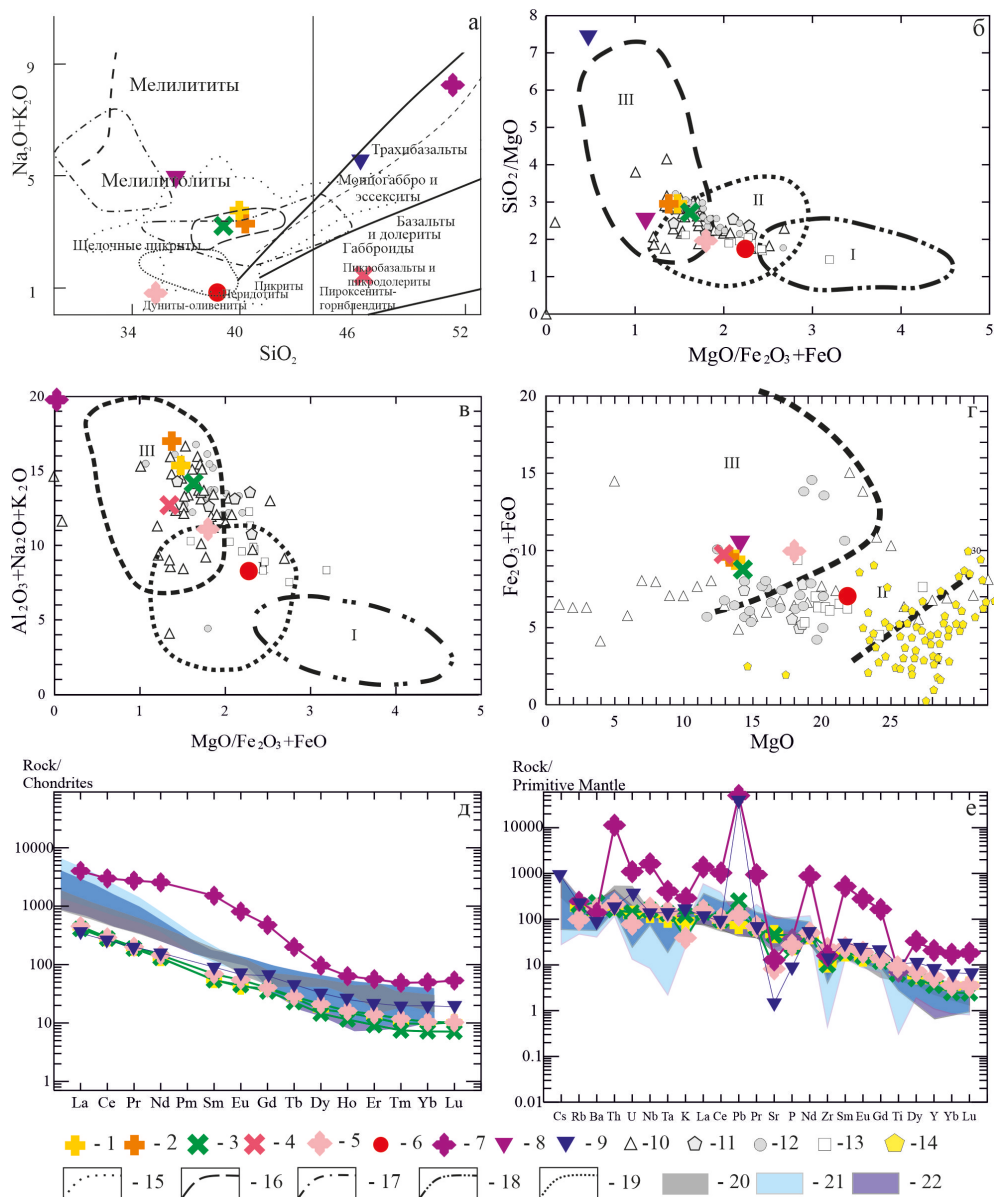 а
Na2O+K2O
9
5
1
Мелилититы
Мелилитолиты
Щелочные пикриты
Дуниты-оливениты
Перидотиты
Пикриты
Трахибазальты
Монцогаббро и
эссекситы
Базальты
и долериты
Габброиды
Пикробазальты и
пикродолериты
Пироксениты-
горнблендиты
34 40 46 52
SiO2
б
SiO2/MgO
8
7
6
5
4
3
2
1
0
III
II
I
0 1 2 3 4 5
MgO/Fe2O3+FeO
в
Al2O3+Na2O+K2O
20
15
10
5
0
III
II
I
0 1 2 3 4 5
MgO/Fe2O3+FeO
г
Fe2O3+FeO
20
15
10
5
0
III
II
30
0 5 10 15 20 25
MgO
Rock/
Chondrites
д
10000
1000
100
10
1
La Ce Pr Nd Pm Sm Eu Gd Tb Dy Ho Er Tm Yb Lu
Rock/
Primitive Mantle
е
10000
1000
100
10
1
0.1
0.01
Cs Rb Ba Th U Nb Ta K La Ce Pb Pr Sr P Nd Zr Sm Eu Gd Ti Dy Y Yb Lu
- 1 - 2 - 3 - 4 - 5 - 6 - 7 - 8 - 9 - 10 - 11 - 12 - 13 - 14
- 15 - 16 - 17 - 18 - 19 - 20 - 21 - 22